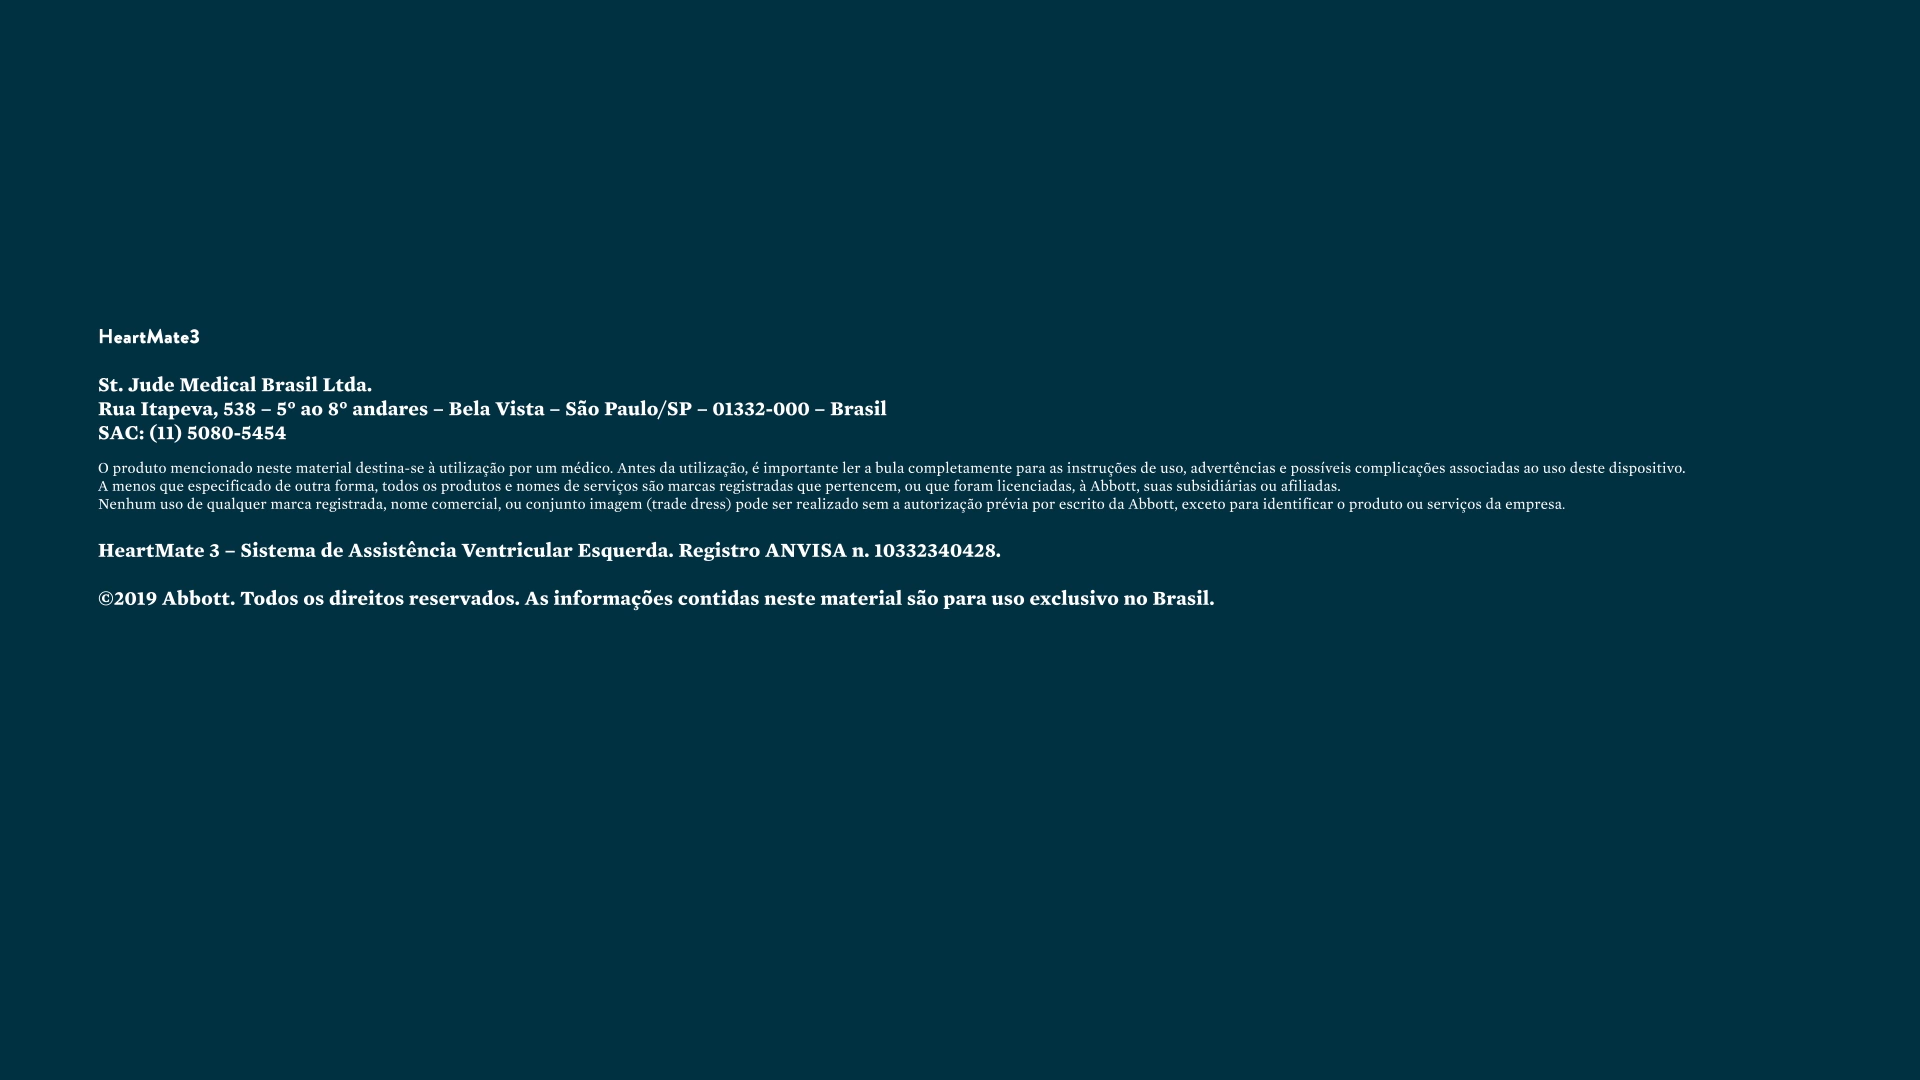 HeartMate3
St. Jude Medical Brasil Ltda.
Rua Itapeva, 538 – 5º ao 8º andares – Bela Vista – São Paulo/SP – 01332-000 – Brasil
SAC: (11) 5080-5454
O produto mencionado neste material destina-se à utilização por um médico. Antes da utilização, é importante ler a bula completamente para as instruções de uso, advertências e possíveis complicações associadas ao uso deste dispositivo.
A menos que especificado de outra forma, todos os produtos e nomes de serviços são marcas registradas que pertencem, ou que foram licenciadas, à Abbott, suas subsidiárias ou afiliadas.
Nenhum uso de qualquer marca registrada, nome comercial, ou conjunto imagem (trade dress) pode ser realizado sem a autorização prévia por escrito da Abbott, exceto para identificar o produto ou serviços da empresa.
HeartMate 3 – Sistema de Assistência Ventricular Esquerda. Registro ANVISA n. 10332340428.
©2019 Abbott. Todos os direitos reservados. As informações contidas neste material são para uso exclusivo no Brasil.